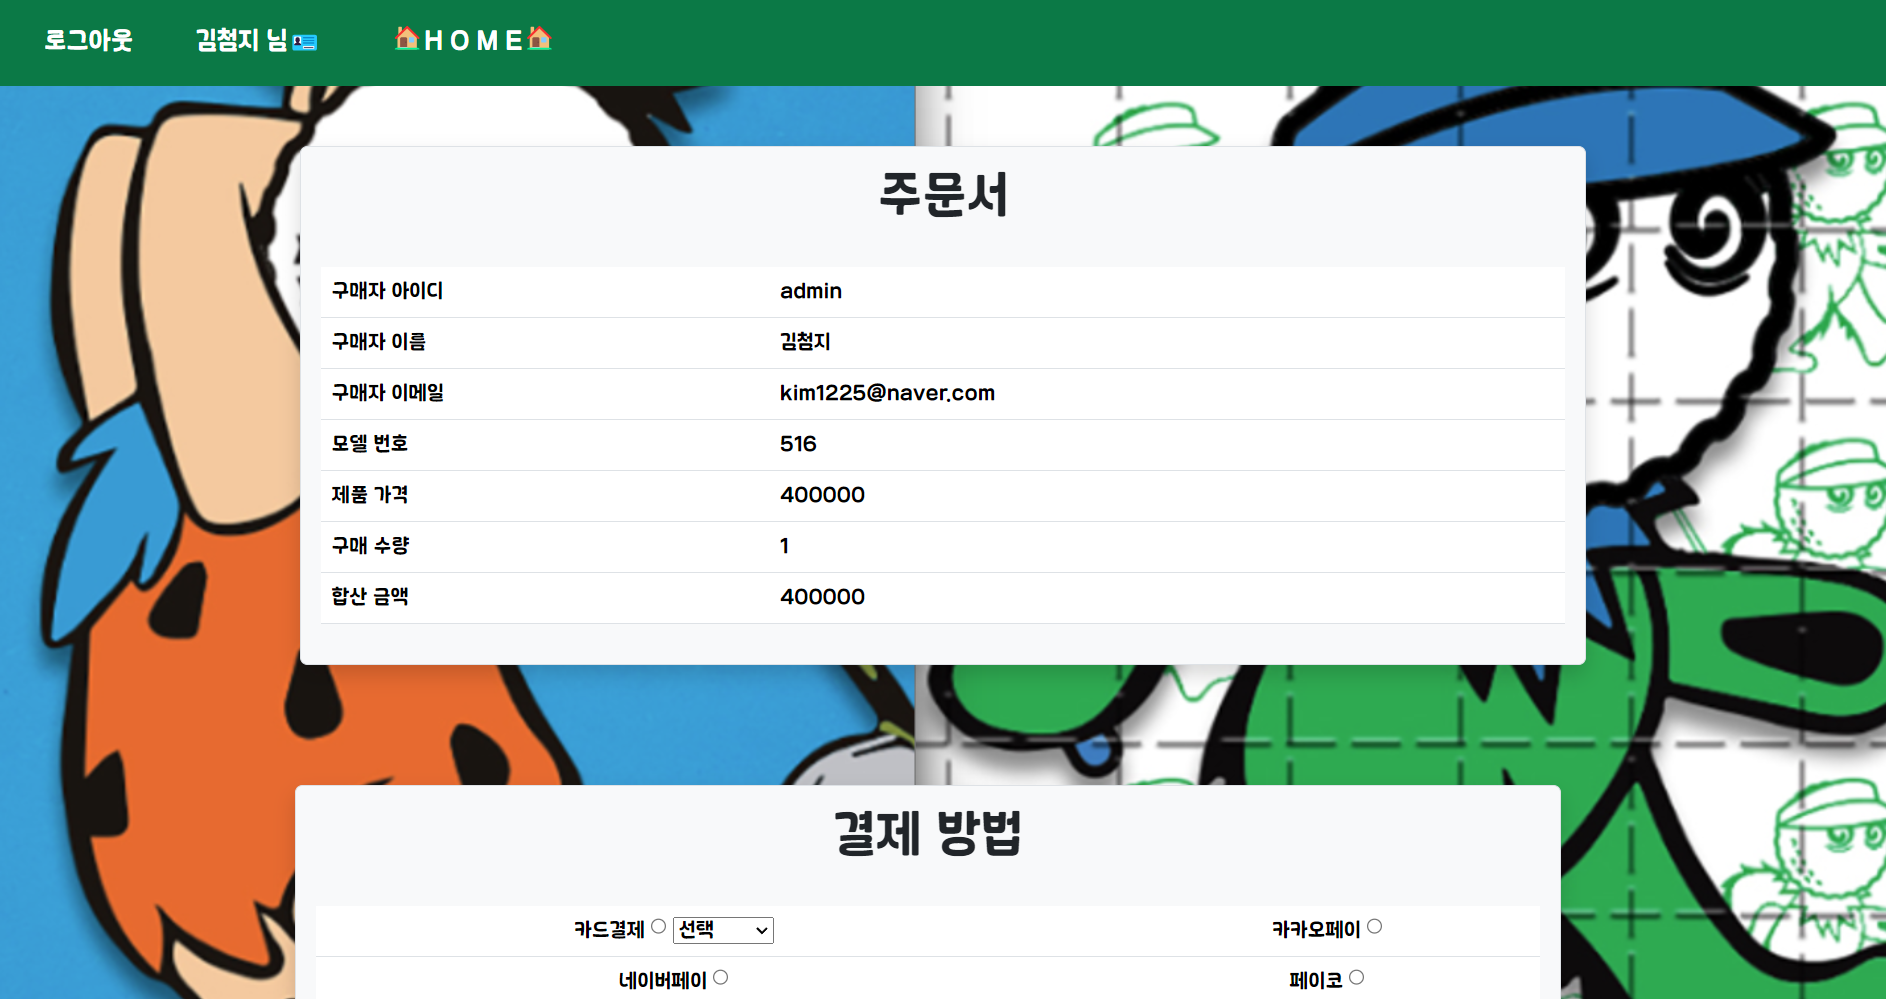 로그아웃 김첨지 님🪪 🏠H O M E🏠
주문서
구매자 아이디 admin
구매자 이름 김첨지
구매자 이메일 kim1225@naver.com
모델 번호 516
제품 가격 400000
구매 수량 1
합산 금액 400000
결제 방법
카드결제 선택 카카오페이
네이버페이 페이코